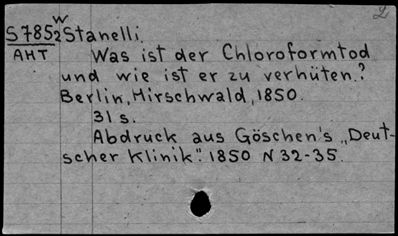 2
W
S7852 Stanelli.
AHT Was ist der Chloroformtod
und wie ist er zu verhüten.?
Berlin, Hirschwald, 1850.
31 s.
Abdruck aus Göschen's „Deut-
scher Klinik". 1850 N 32-35.